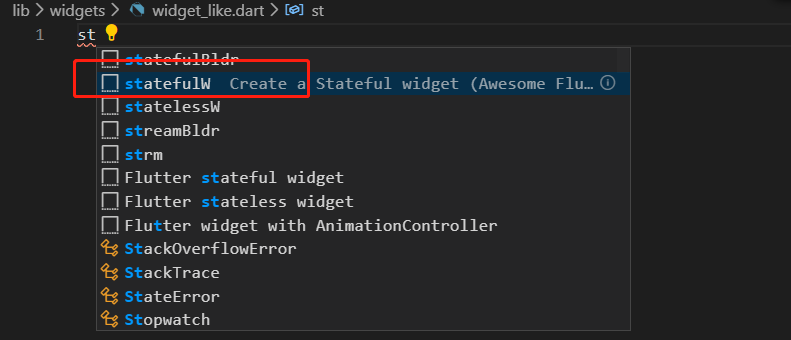 lib > widgets > widget_like.dart > st
1 st
statefulBldr
statefulW Create a Stateful widget (Awesome Flu…
statelessW
streamBldr
strm
Flutter stateful widget
Flutter stateless widget
Flutter widget with AnimationController
StackOverflowError
StackTrace
StateError
Stopwatch